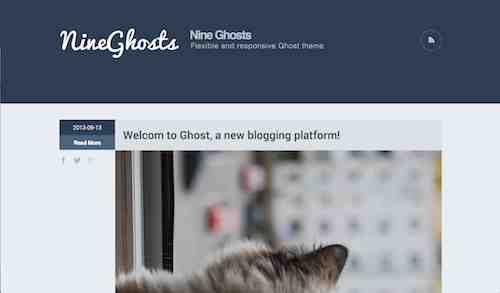 NineGhosts
Nine Ghosts
Flexible and responsive Ghost theme
2013-09-13
Read More
Welcom to Ghost, a new blogging platform!